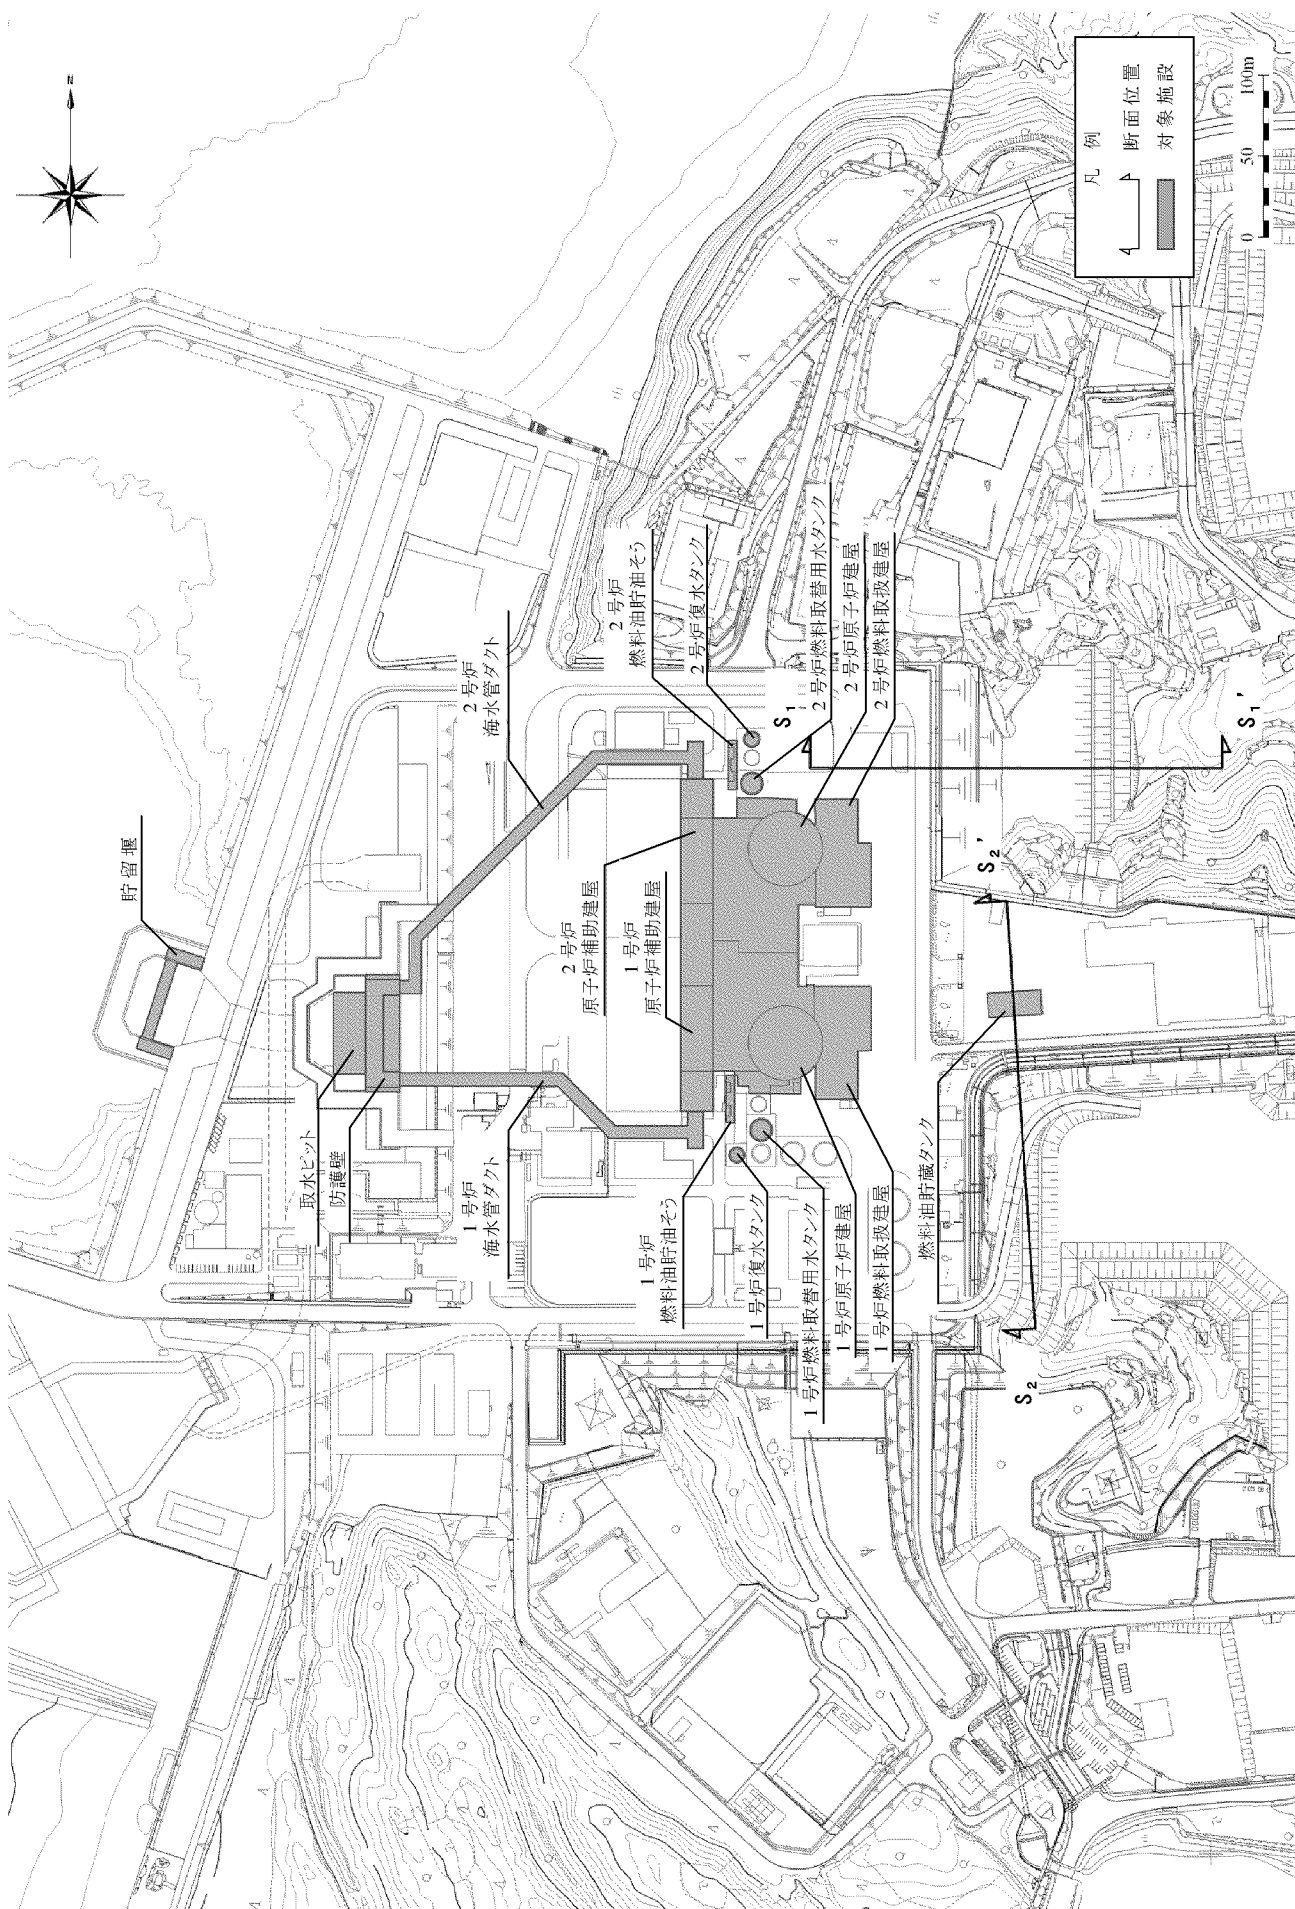 N
貯留堰
取水ピット
防護壁
1号炉
海水管ダクト
2号炉
海水管ダクト
2号炉
原子炉補助建屋
1号炉
原子炉補助建屋
2号炉
燃料油貯油そう
2号炉復水タンク
2号炉燃料取替用水タンク
2号炉原子炉建屋
2号炉燃料取扱建屋
1号炉
燃料油貯油そう
1号炉復水タンク
1号炉燃料取替用水タンク
1号炉原子炉建屋
1号炉燃料取扱建屋
燃料油貯蔵タンク
S₁
S₁'
S₂
S₂'
凡例
断面位置
対象施設
0 50 100m